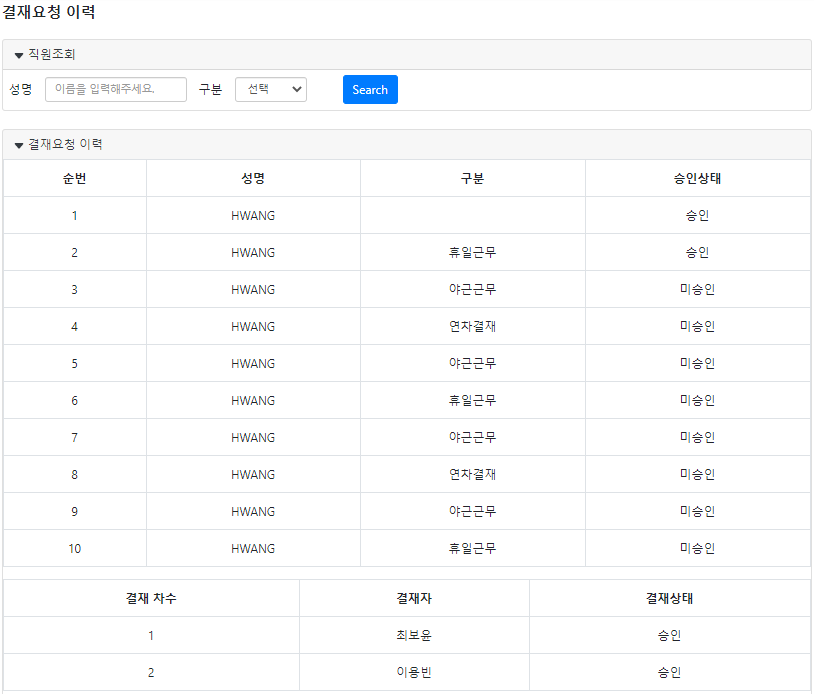 결재요청 이력
▼ 직원조회
성명 이름을 입력해주세요. 구분 선택 Search
▼ 결재요청 이력
순번 성명 구분 승인상태
1 HWANG 승인
2 HWANG 휴일근무 승인
3 HWANG 야근근무 미승인
4 HWANG 연차결재 미승인
5 HWANG 야근근무 미승인
6 HWANG 휴일근무 미승인
7 HWANG 야근근무 미승인
8 HWANG 연차결재 미승인
9 HWANG 야근근무 미승인
10 HWANG 휴일근무 미승인
결재 차수 결재자 결재상태
1 최보윤 승인
2 이용빈 승인